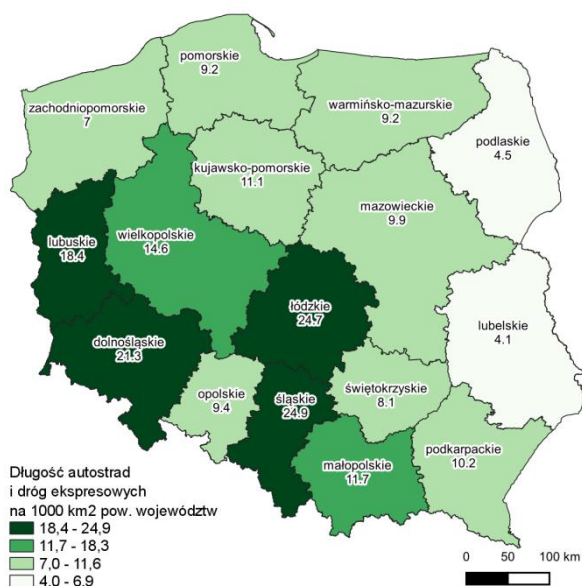 pomorskie
9.2
warmińsko-mazurskie
9.2
zachodniopomorskie
7
podlaskie
4.5
kujawsko-pomorskie
11.1
mazowieckie
9.9
wielkopolskie
14.6
lubuskie
18.4
łódzkie
24.7
lubelskie
4.1
dolnośląskie
21.3
opolskie
9.4
śląskie
24.9
świętokrzyskie
8.1
małopolskie
11.7
podkarpackie
10.2
Długość autostrad
i dróg ekspresowych
na 1000 km2 pow. województw
18,4 - 24,9
11,7 - 18,3
7,0 - 11,6
4,0 - 6,9
0 50 100 km